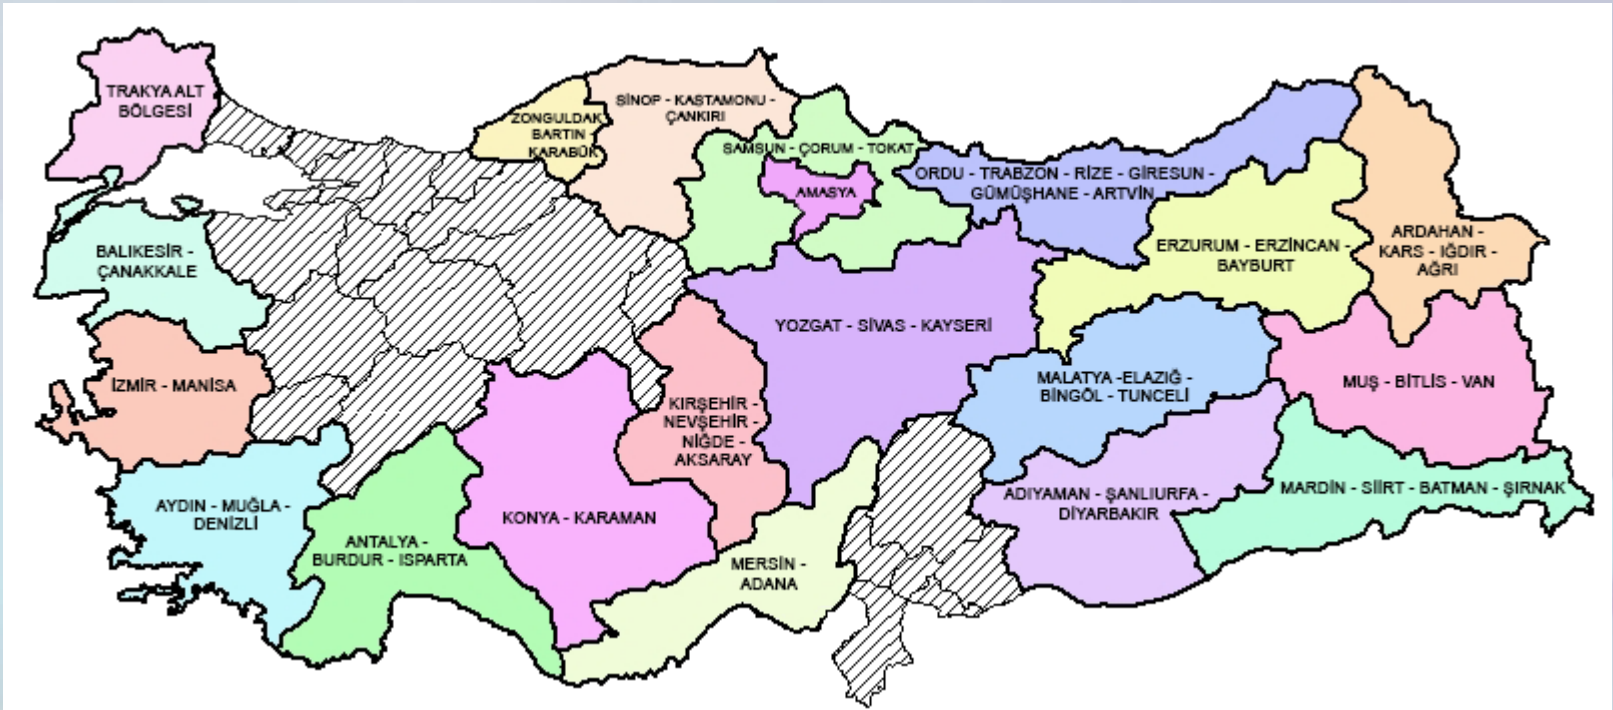 TRAKYA ALT
BÖLGESİ
ZONGULDAK
BARTIN -
KARABÜK
SİNOP - KASTAMONU -
ÇANKIRI
SAMSUN - ÇORUM - TOKAT
AMASYA
ORDU - TRABZON - RİZE - GİRESUN -
GÜMÜŞHANE - ARTVİN
ERZURUM - ERZİNCAN -
BAYBURT
ARDAHAN -
KARS - IĞDIR -
AĞRI
BALIKESİR -
ÇANAKKALE
YOZGAT - SİVAS - KAYSERİ
İZMİR - MANİSA
KIRŞEHİR -
NEVŞEHİR -
NİĞDE -
AKSARAY
MALATYA -ELAZIĞ -
BİNGÖL - TUNCELİ
MUŞ - BİTLİS - VAN
AYDIN - MUĞLA -
DENİZLİ
ANTALYA -
BURDUR - ISPARTA
KONYA - KARAMAN
MERSİN -
ADANA
ADIYAMAN - ŞANLIURFA -
DİYARBAKIR
MARDİN - SİİRT - BATMAN - ŞIRNAK